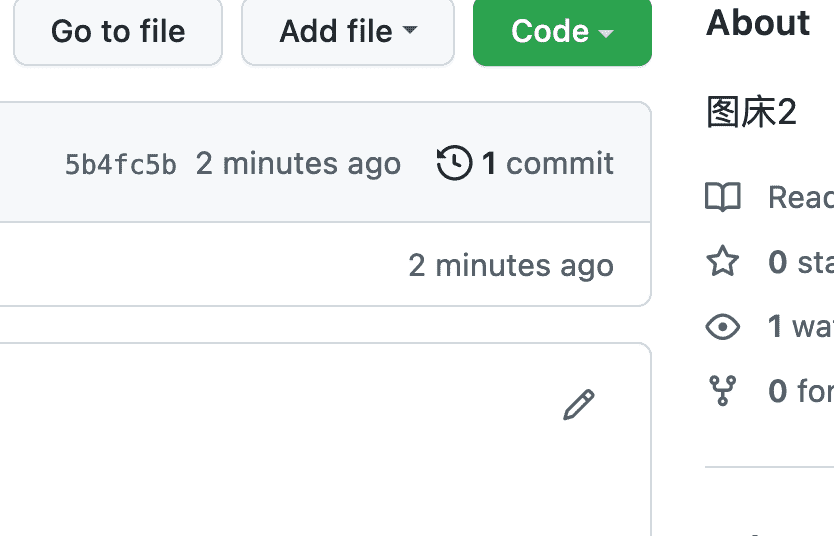 Go to file
Add file
Code
5b4fc5b 2 minutes ago 1 commit
2 minutes ago
About
图床2
Read
0 sta
1 wat
0 for